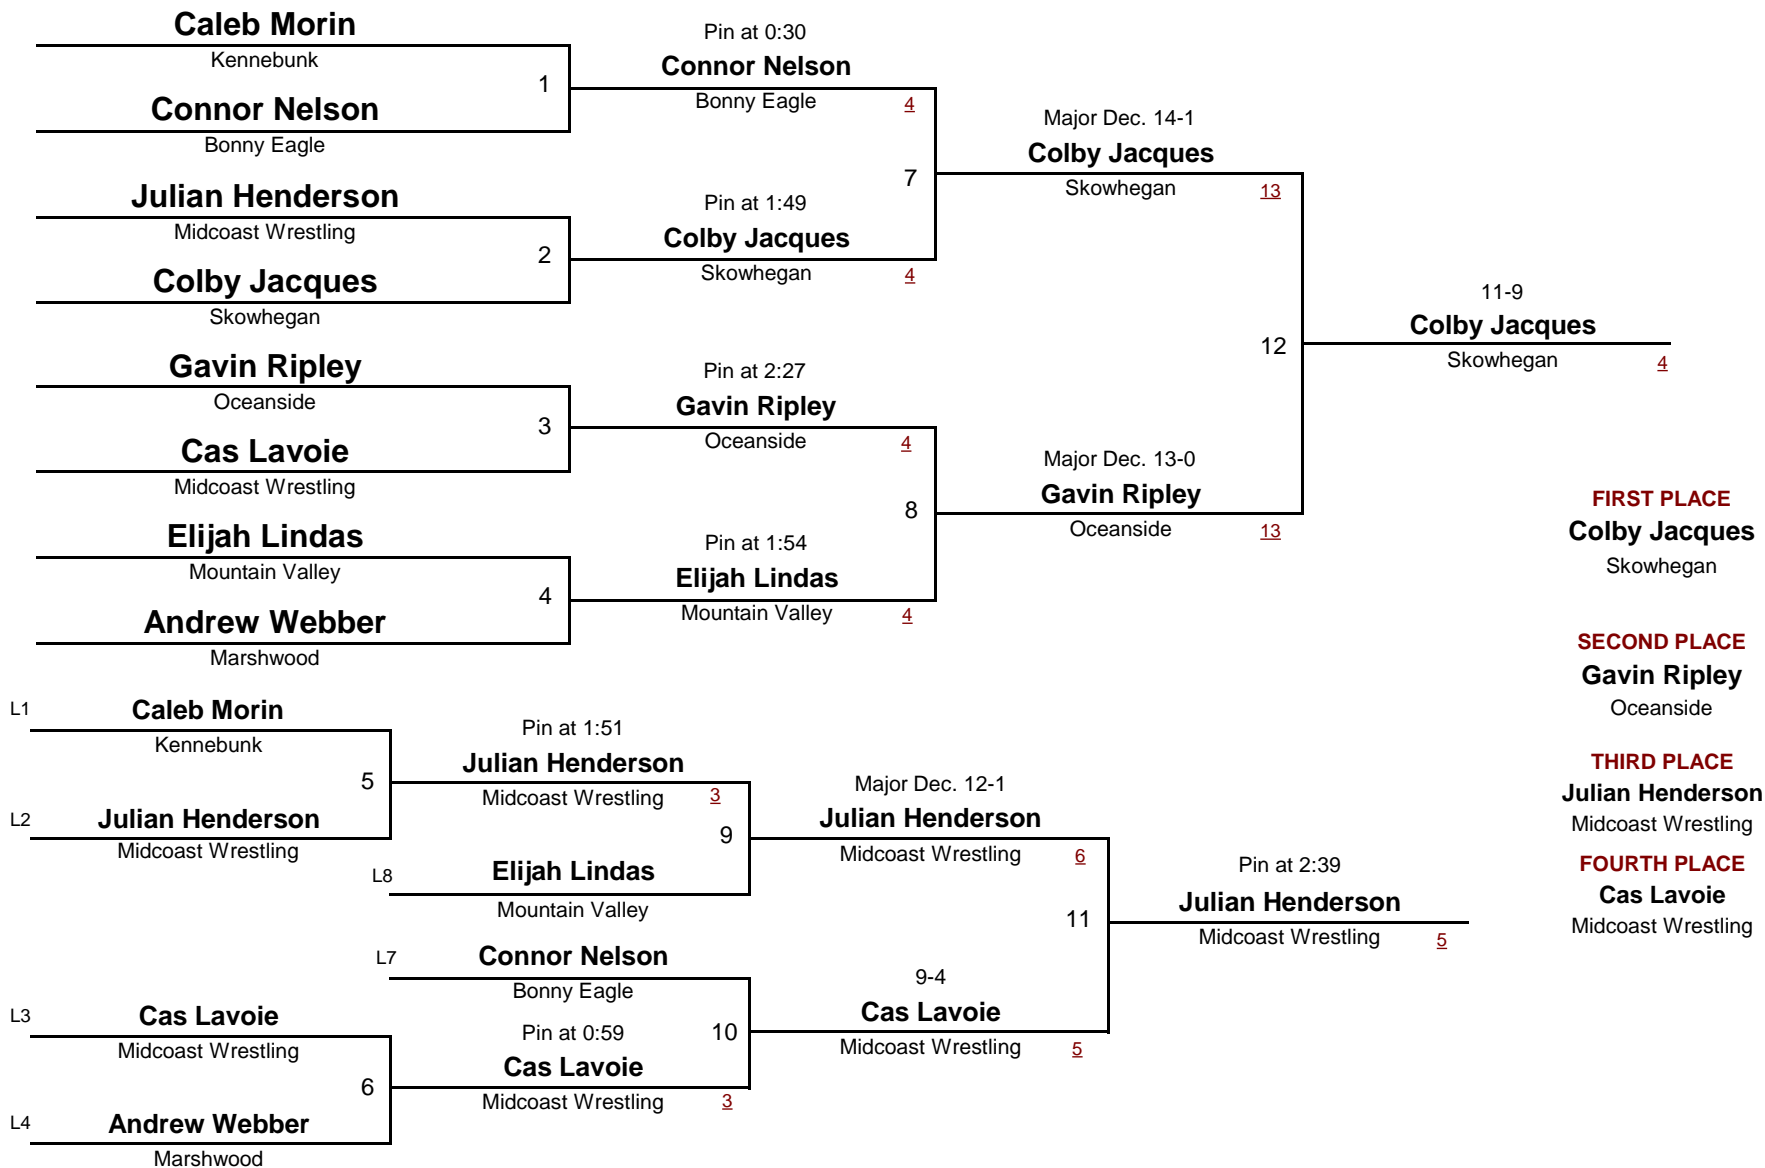 Caleb Morin
Kennebunk
1
Connor Nelson
Bonny Eagle
Pin at 0:30
Connor Nelson
Bonny Eagle
4
Julian Henderson
Midcoast Wrestling
2
Colby Jacques
Skowhegan
Pin at 1:49
Colby Jacques
Skowhegan
4
7
Major Dec. 14-1
Colby Jacques
Skowhegan
13
Gavin Ripley
Oceanside
3
Cas Lavoie
Midcoast Wrestling
Pin at 2:27
Gavin Ripley
Oceanside
4
Elijah Lindas
Mountain Valley
4
Andrew Webber
Marshwood
Pin at 1:54
Elijah Lindas
Mountain Valley
4
8
Major Dec. 13-0
Gavin Ripley
Oceanside
13
12
11-9
Colby Jacques
Skowhegan
4
FIRST PLACE
Colby Jacques
Skowhegan
SECOND PLACE
Gavin Ripley
Oceanside
THIRD PLACE
Julian Henderson
Midcoast Wrestling
FOURTH PLACE
Cas Lavoie
Midcoast Wrestling
L1
Caleb Morin
Kennebunk
5
L2
Julian Henderson
Midcoast Wrestling
Pin at 1:51
Julian Henderson
Midcoast Wrestling
3
9
L8
Elijah Lindas
Mountain Valley
Major Dec. 12-1
Julian Henderson
Midcoast Wrestling
6
L7
Connor Nelson
Bonny Eagle
L3
Cas Lavoie
Midcoast Wrestling
6
L4
Andrew Webber
Marshwood
Pin at 0:59
Cas Lavoie
Midcoast Wrestling
3
10
9-4
Cas Lavoie
Midcoast Wrestling
5
11
Pin at 2:39
Julian Henderson
Midcoast Wrestling
5